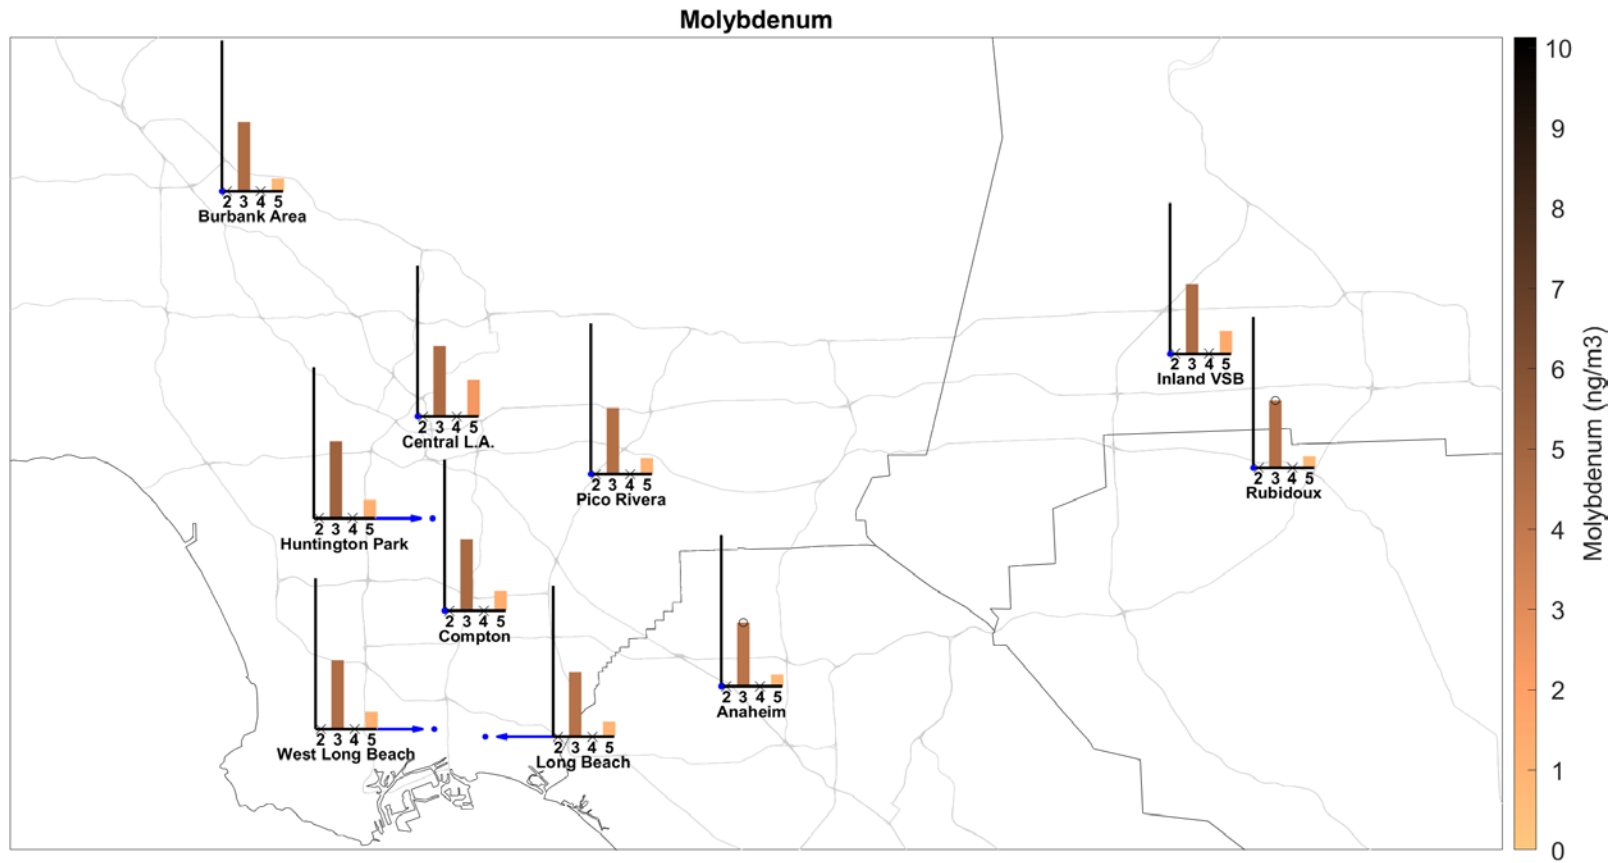 Molybdenum
2 3 4 5
Burbank Area
2 3 4 5
Inland VSB
2 3 4 5
Central L.A.
2 3 4 5
Pico Rivera
2 3 4 5
Rubidoux
2 3 4 5
Huntington Park
2 3 4 5
Compton
2 3 4 5
Anaheim
2 3 4 5
West Long Beach
2 3 4 5
Long Beach
10
9
8
7
6
5
4
3
2
1
0
Molybdenum (ng/m3)